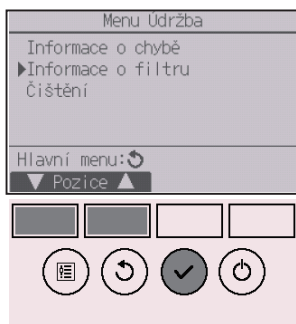 Menu Údržba
Informace o chybě
▶Informace o filtru
Čištění
Hlavní menu:
▼ Pozice ▲